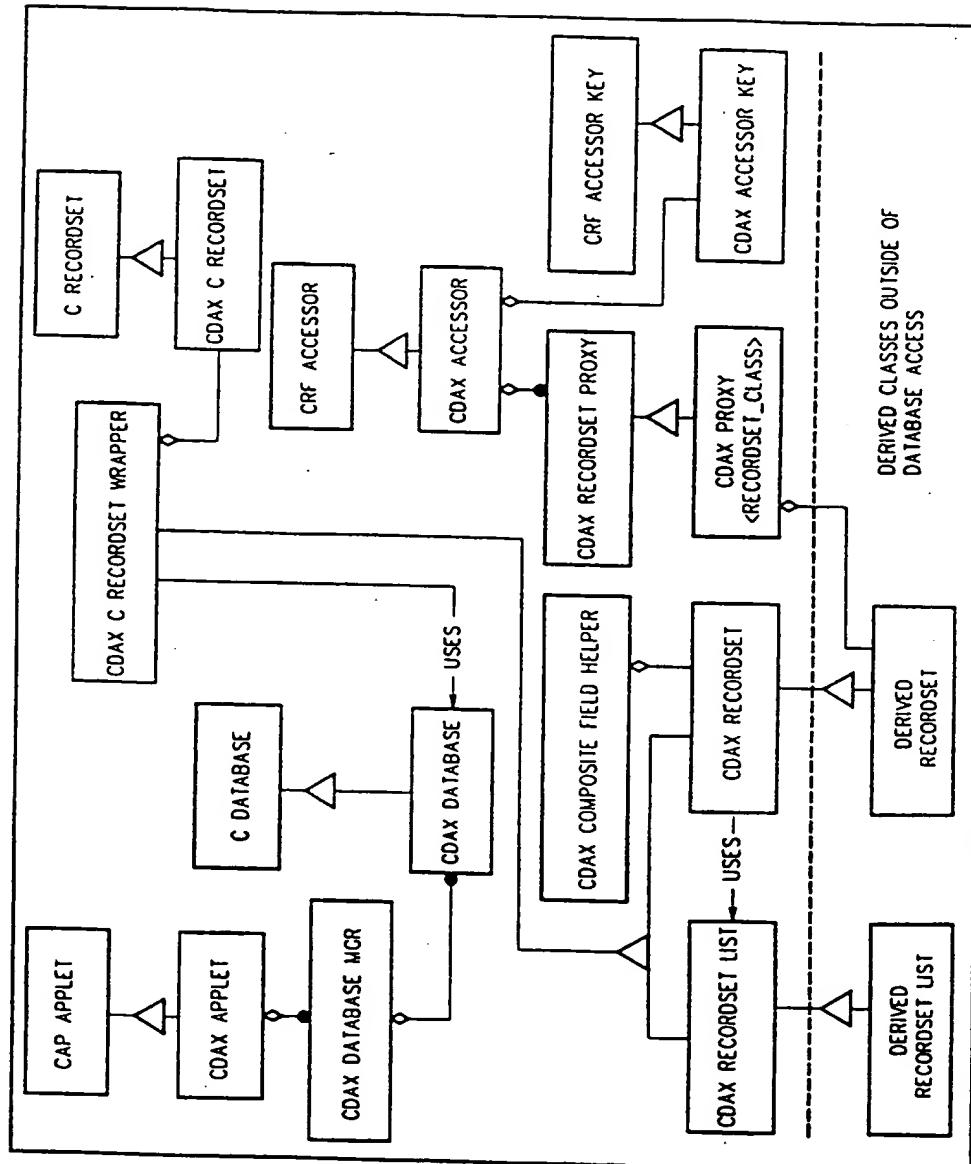 CAP APPLET
CDAX APPLET
CDAX DATABASE MGR
C DATABASE
CDAX DATABASE
USES
CDAX C RECORDSET WRAPPER
C RECORDSET
CDAX C RECORDSET
CRF ACCESSOR
CDAX ACCESSOR
CDAX COMPOSITE FIELD HELPER
CDAX RECORDSET PROXY
CRF ACCESSOR KEY
CDAX RECORDSET LIST
USES
CDAX RECORDSET
CDAX PROXY
<RECORDSET_CLASS>
CDAX ACCESSOR KEY
DERIVED
RECORDSET LIST
DERIVED
RECORDSET
DERIVED CLASSES OUTSIDE OF
DATABASE ACCESS